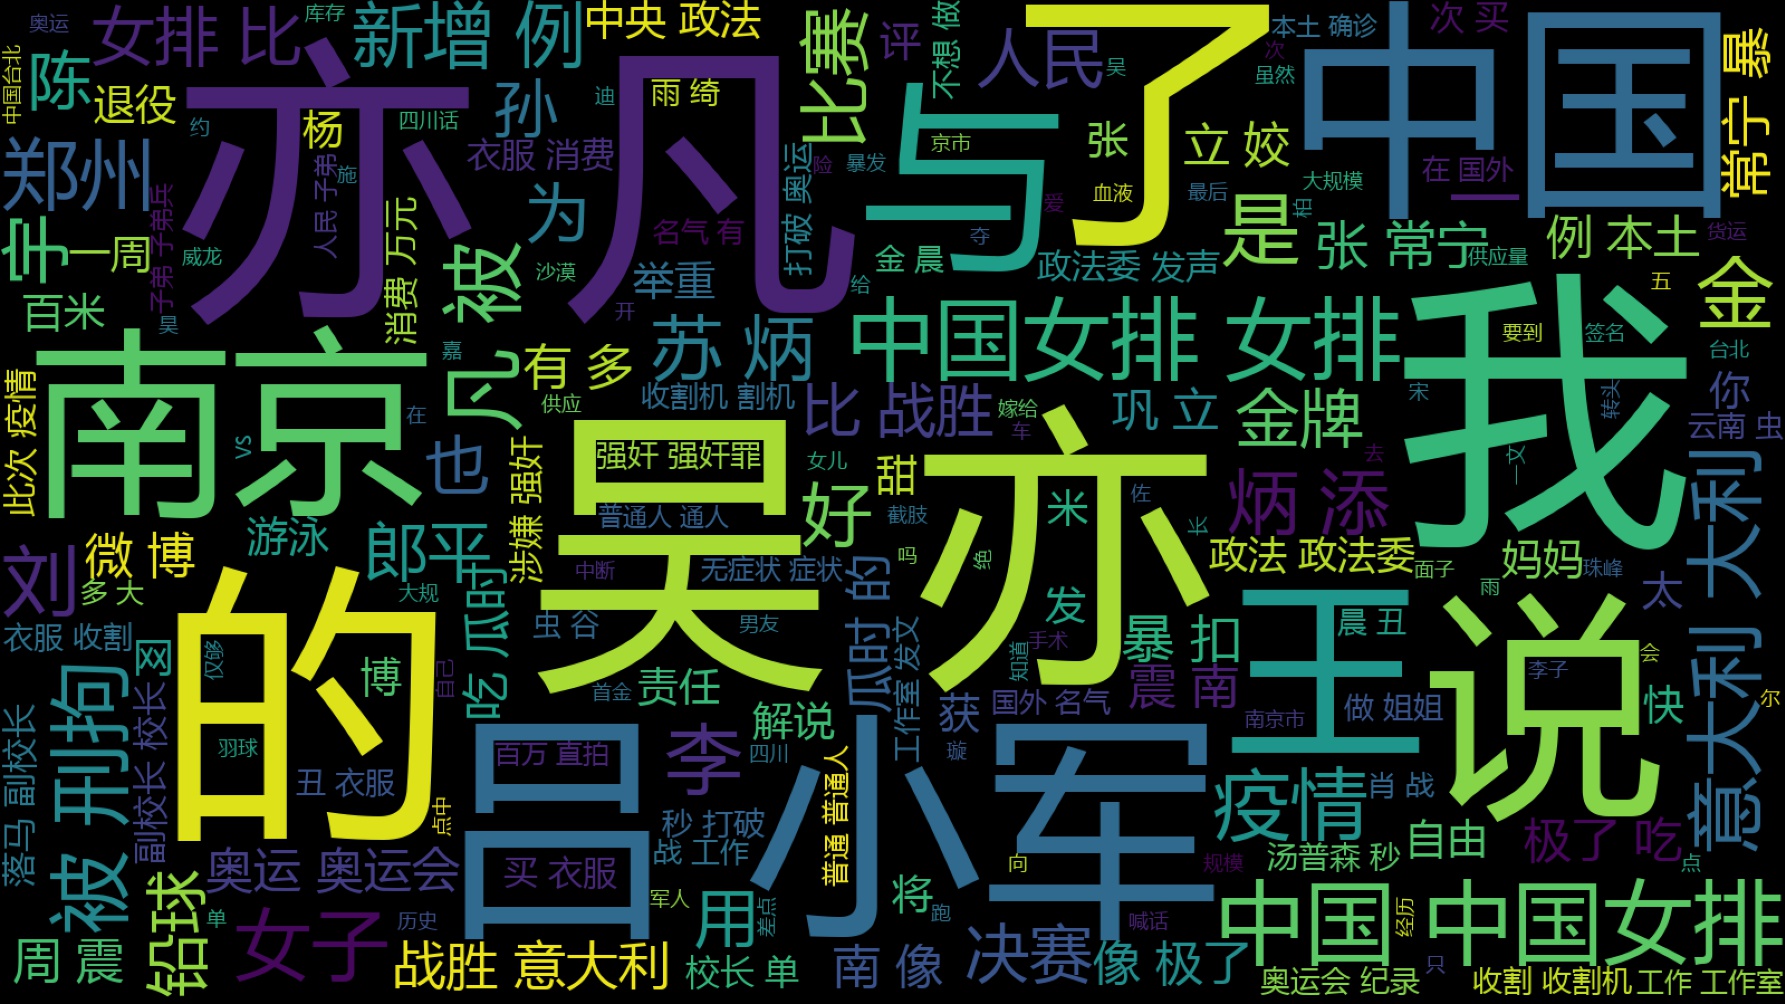 奥运
库存
女排 比
新增 例
中央 政法
比赛
评
不想 做
人民
了
本土 确诊
次 买
中国台北
陈
退役
亦
凡
迪
雨 绮
吴
次
虽然
中国
常宁 暴
约
杨
四川话
孙
与
京市
张
立 姣
郑州
施
衣服 消费
打破 奥运
险
暴发
血液
最后
大规模
在 国外
一
人民 子弟
子弟 子弟兵
为
名气 有
爱
柏
是
宇
一周
威龙
消费 万元
被
沙漠
举重
金 晨
夺
政法委 发声
张 常宁
供应量
例 本土
货运
百米
昊
开
给
五
金
南京
嘉
凡
有 多
苏 炳
中国女排 女排
我
要到
签名
台北
此次 疫情
在
供应
收割机 割机
比 战胜
嫁给
车
巩 立
金牌
宋
转头
你
云南 虫
vs
也
涉嫌 强奸
吴
强奸 强奸罪
女儿
甜
亦
米
佐
去
一文
意大利 大利
普通人 通人
好
截肢
长
炳 添
刘
微 博
游泳
郎平
多 大
大规
中断
无症状 症状
吗
绝
政法 政法委
面子
妈妈
珠峰
雨
太
的
吃 瓜时
瓜时 的
虫 谷
男友
发
暴 扣
王
晨 丑
说
衣服 收割
网
仅够
博
自己
首金
责任
工作室 发文
知道
手术
震 南
李子
会
快
尔
落马 副校长
被 刑拘
副校长 校长
羽球
丑 衣服
吕
百万 直拍
李
解说
四川
获
国外 名气
璇
小
军
南京市
做 姐姐
点中
秒 打破
战 工作
普通 普通人
疫情
肖 战
奥运 奥运会
买 衣服
向
规模
汤普森 秒
自由
极了 吃
点
铅球
单
女子
历史
军人
用
差点
将
跑
喊话
中国
经历
中国女排
周 震
战胜 意大利
校长 单
南 像
决赛
像 极了
奥运会 纪录
只
收割 收割机
工作 工作室